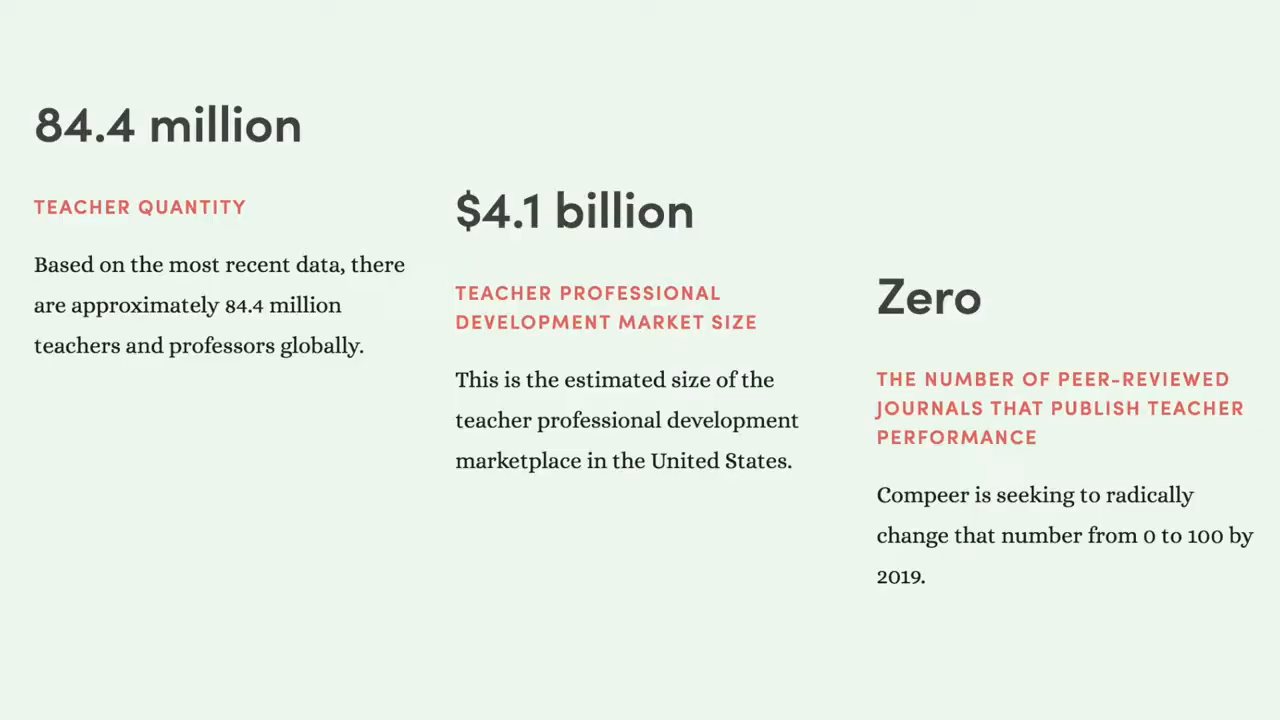 84.4 million
TEACHER QUANTITY
Based on the most recent data, there
are approximately 84.4 million
teachers and professors globally.
$4.1 billion
TEACHER PROFESSIONAL
DEVELOPMENT MARKET SIZE
This is the estimated size of the
teacher professional development
marketplace in the United States.
Zero
THE NUMBER OF PEER-REVIEWED
JOURNALS THAT PUBLISH TEACHER
PERFORMANCE
Compeer is seeking to radically
change that number from 0 to 100 by
2019.